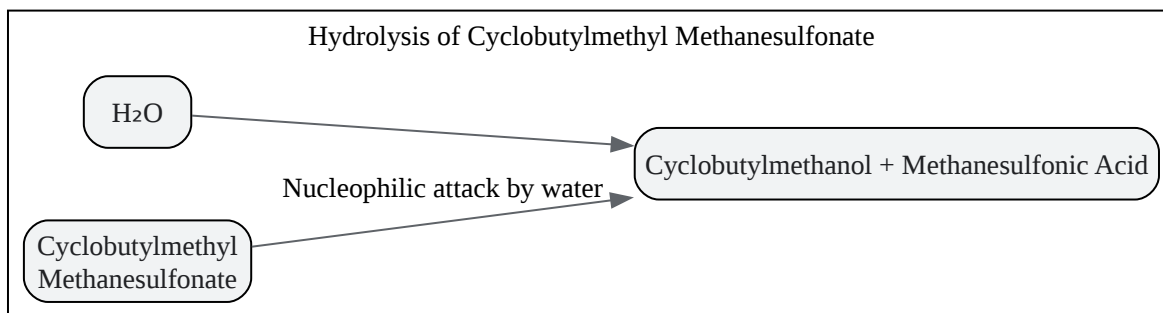 Hydrolysis of Cyclobutylmethyl Methanesulfonate
H₂O
Cyclobutylmethanol + Methanesulfonic Acid
Nucleophilic attack by water
Cyclobutylmethyl
Methanesulfonate